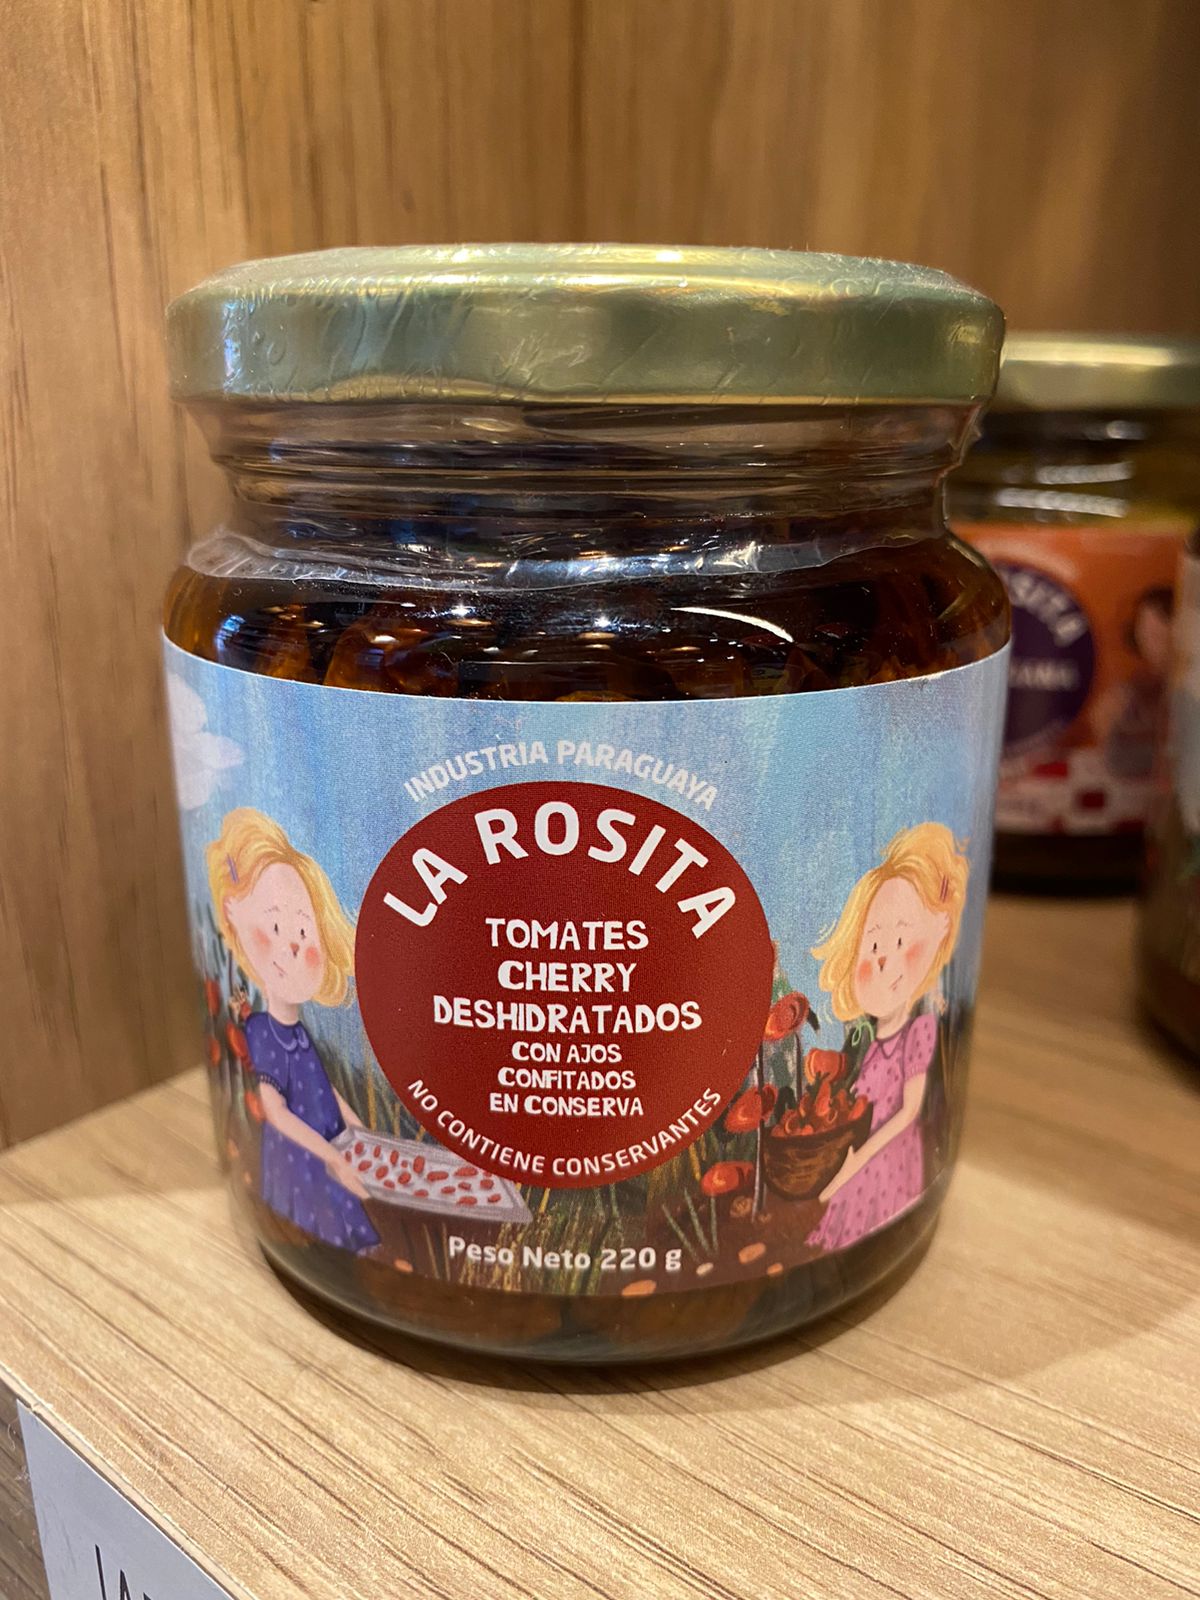 INDUSTRIA PARAGUAYA
LA ROSITA
TOMATES
CHERRY
DESHIDRATADOS
CON AJOS
CONFITADOS
EN CONSERVA
NO CONTIENE CONSERVANTES
Peso Neto 220 g